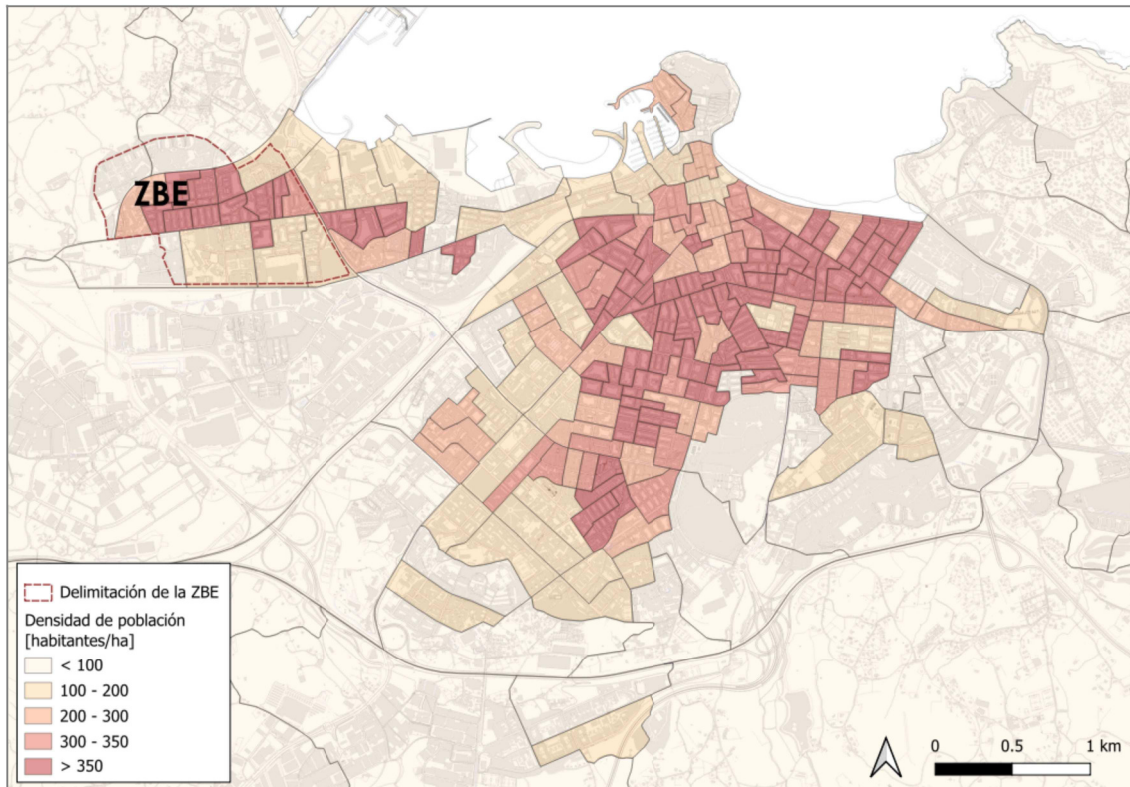 ZBE
Delimitación de la ZBE
Densidad de población
[habitantes/ha]
< 100
100 - 200
200 - 300
300 - 350
> 350
0 0.5 1 km